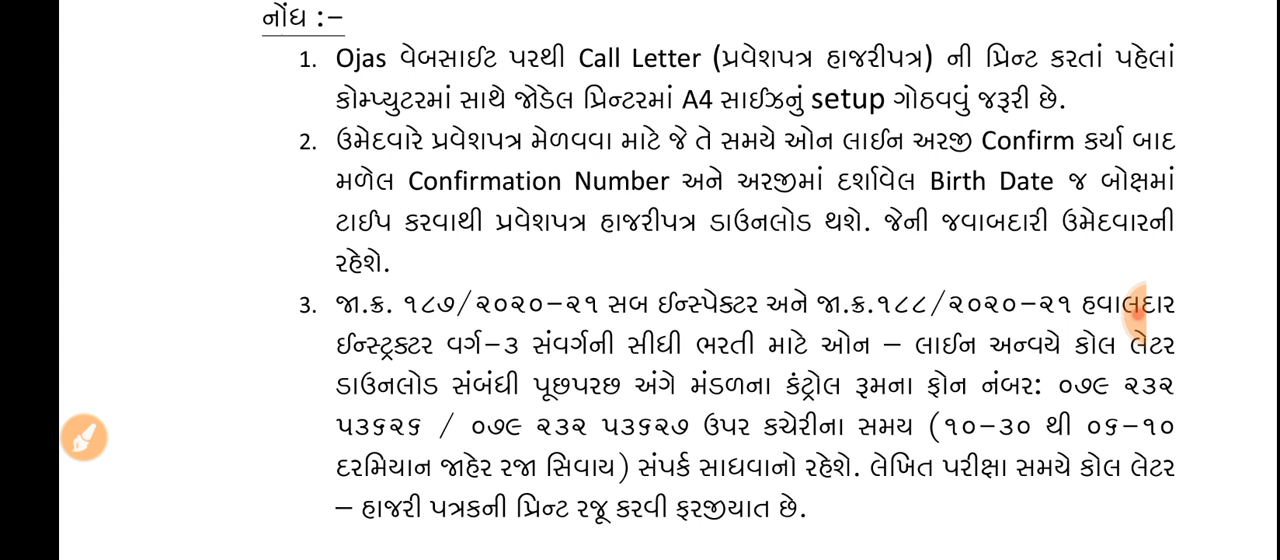 નોંધ :–
1. Ojas વેબસાઈટ પરથી Call Letter (પ્રવેશપત્ર હાજરીપત્ર) ની પ્રિન્ટ કરતાં પહેલાં
કોમ્પ્યુટરમાં સાથે જોડેલ પ્રિન્ટરમાં A4 સાઈઝનું setup ગોઠવવું જરૂરી છે.
2. ઉમેદવારે પ્રવેશપત્ર મેળવવા માટે જે તે સમયે ઓન લાઈન અરજી Confirm કર્યા બાદ
મળેલ Confirmation Number અને અરજીમાં દર્શાવેલ Birth Date જ બોક્ષમાં
ટાઈપ કરવાથી પ્રવેશપત્ર હાજરીપત્ર ડાઉનલોડ થશે. જેની જવાબદારી ઉમેદવારની
રહેશે.
3. જા.ક્ર. ૧૮૭/૨૦૨૦–૨૧ સબ ઈન્સ્પેકટર અને જા.ક્ર.૧૮૮/૨૦૨૦–૨૧ હવાલદાર
ઈન્સ્ટ્રક્ટર વર્ગ–૩ સંવર્ગની સીધી ભરતી માટે ઓન – લાઈન અન્વયે કોલ લેટર
ડાઉનલોડ સંબંધી પૂછપરછ અંગે મંડળના કંટ્રોલ રૂમના ફોન નંબર: ૦૭૯ ૨૩૨
૫૩૬૨૬ / ૦૭૯ ૨૩૨ ૫૩૬૨૭ ઉપર કચેરીના સમય (૧૦–૩૦ થી ૦૬–૧૦
દરમિયાન જાહેર રજા સિવાય) સંપર્ક સાધવાનો રહેશે. લેખિત પરીક્ષા સમયે કોલ લેટર
– હાજરી પત્રકની પ્રિન્ટ રજૂ કરવી ફરજીયાત છે.